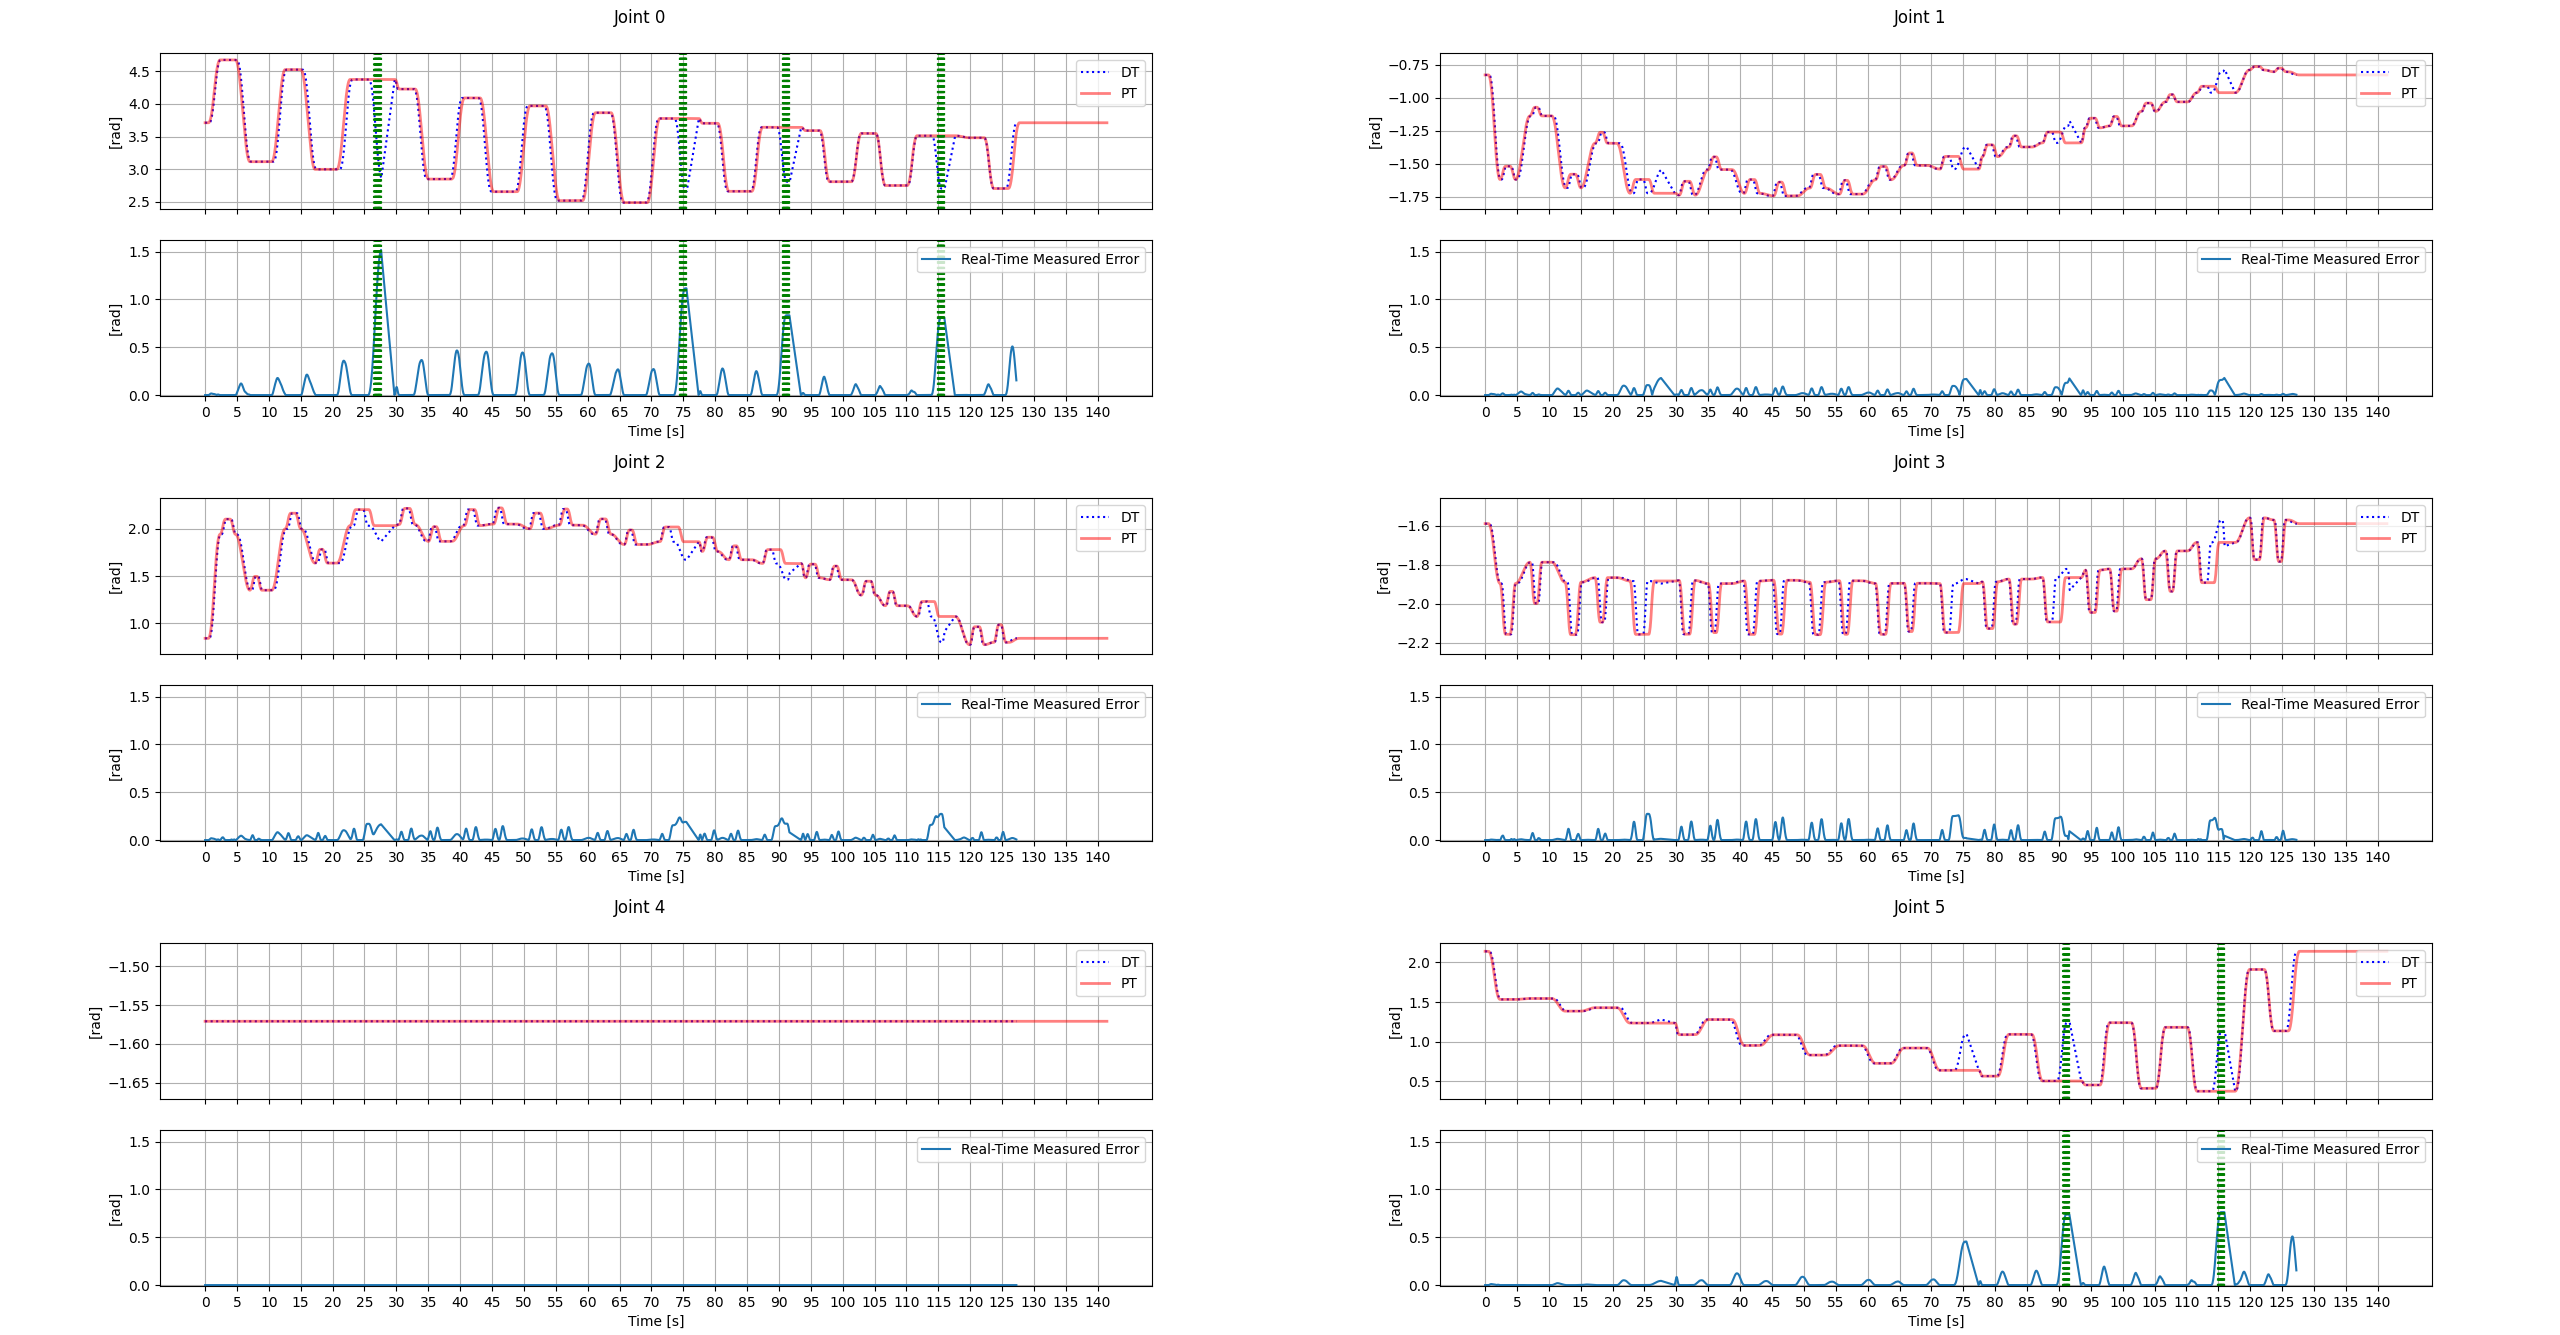 Joint 0
4.5
4.0
3.5
3.0
2.5
[rad]
DT
PT
1.5
1.0
0.5
0.0
[rad]
Real-Time Measured Error
0 5 10 15 20 25 30 35 40 45 50 55 60 65 70 75 80 85 90 95 100 105 110 115 120 125 130 135 140
Time [s]
Joint 1
−0.75
−1.00
−1.25
−1.50
−1.75
[rad]
DT
PT
1.5
1.0
0.5
0.0
[rad]
Real-Time Measured Error
0 5 10 15 20 25 30 35 40 45 50 55 60 65 70 75 80 85 90 95 100 105 110 115 120 125 130 135 140
Time [s]
Joint 2
2.0
1.5
1.0
[rad]
DT
PT
1.5
1.0
0.5
0.0
[rad]
Real-Time Measured Error
0 5 10 15 20 25 30 35 40 45 50 55 60 65 70 75 80 85 90 95 100 105 110 115 120 125 130 135 140
Time [s]
Joint 3
−1.6
−1.8
−2.0
−2.2
[rad]
DT
PT
1.5
1.0
0.5
0.0
[rad]
Real-Time Measured Error
0 5 10 15 20 25 30 35 40 45 50 55 60 65 70 75 80 85 90 95 100 105 110 115 120 125 130 135 140
Time [s]
Joint 4
−1.50
−1.55
−1.60
−1.65
[rad]
DT
PT
1.5
1.0
0.5
0.0
[rad]
Real-Time Measured Error
0 5 10 15 20 25 30 35 40 45 50 55 60 65 70 75 80 85 90 95 100 105 110 115 120 125 130 135 140
Time [s]
Joint 5
2.0
1.5
1.0
0.5
[rad]
DT
PT
1.5
1.0
0.5
0.0
[rad]
Real-Time Measured Error
0 5 10 15 20 25 30 35 40 45 50 55 60 65 70 75 80 85 90 95 100 105 110 115 120 125 130 135 140
Time [s]